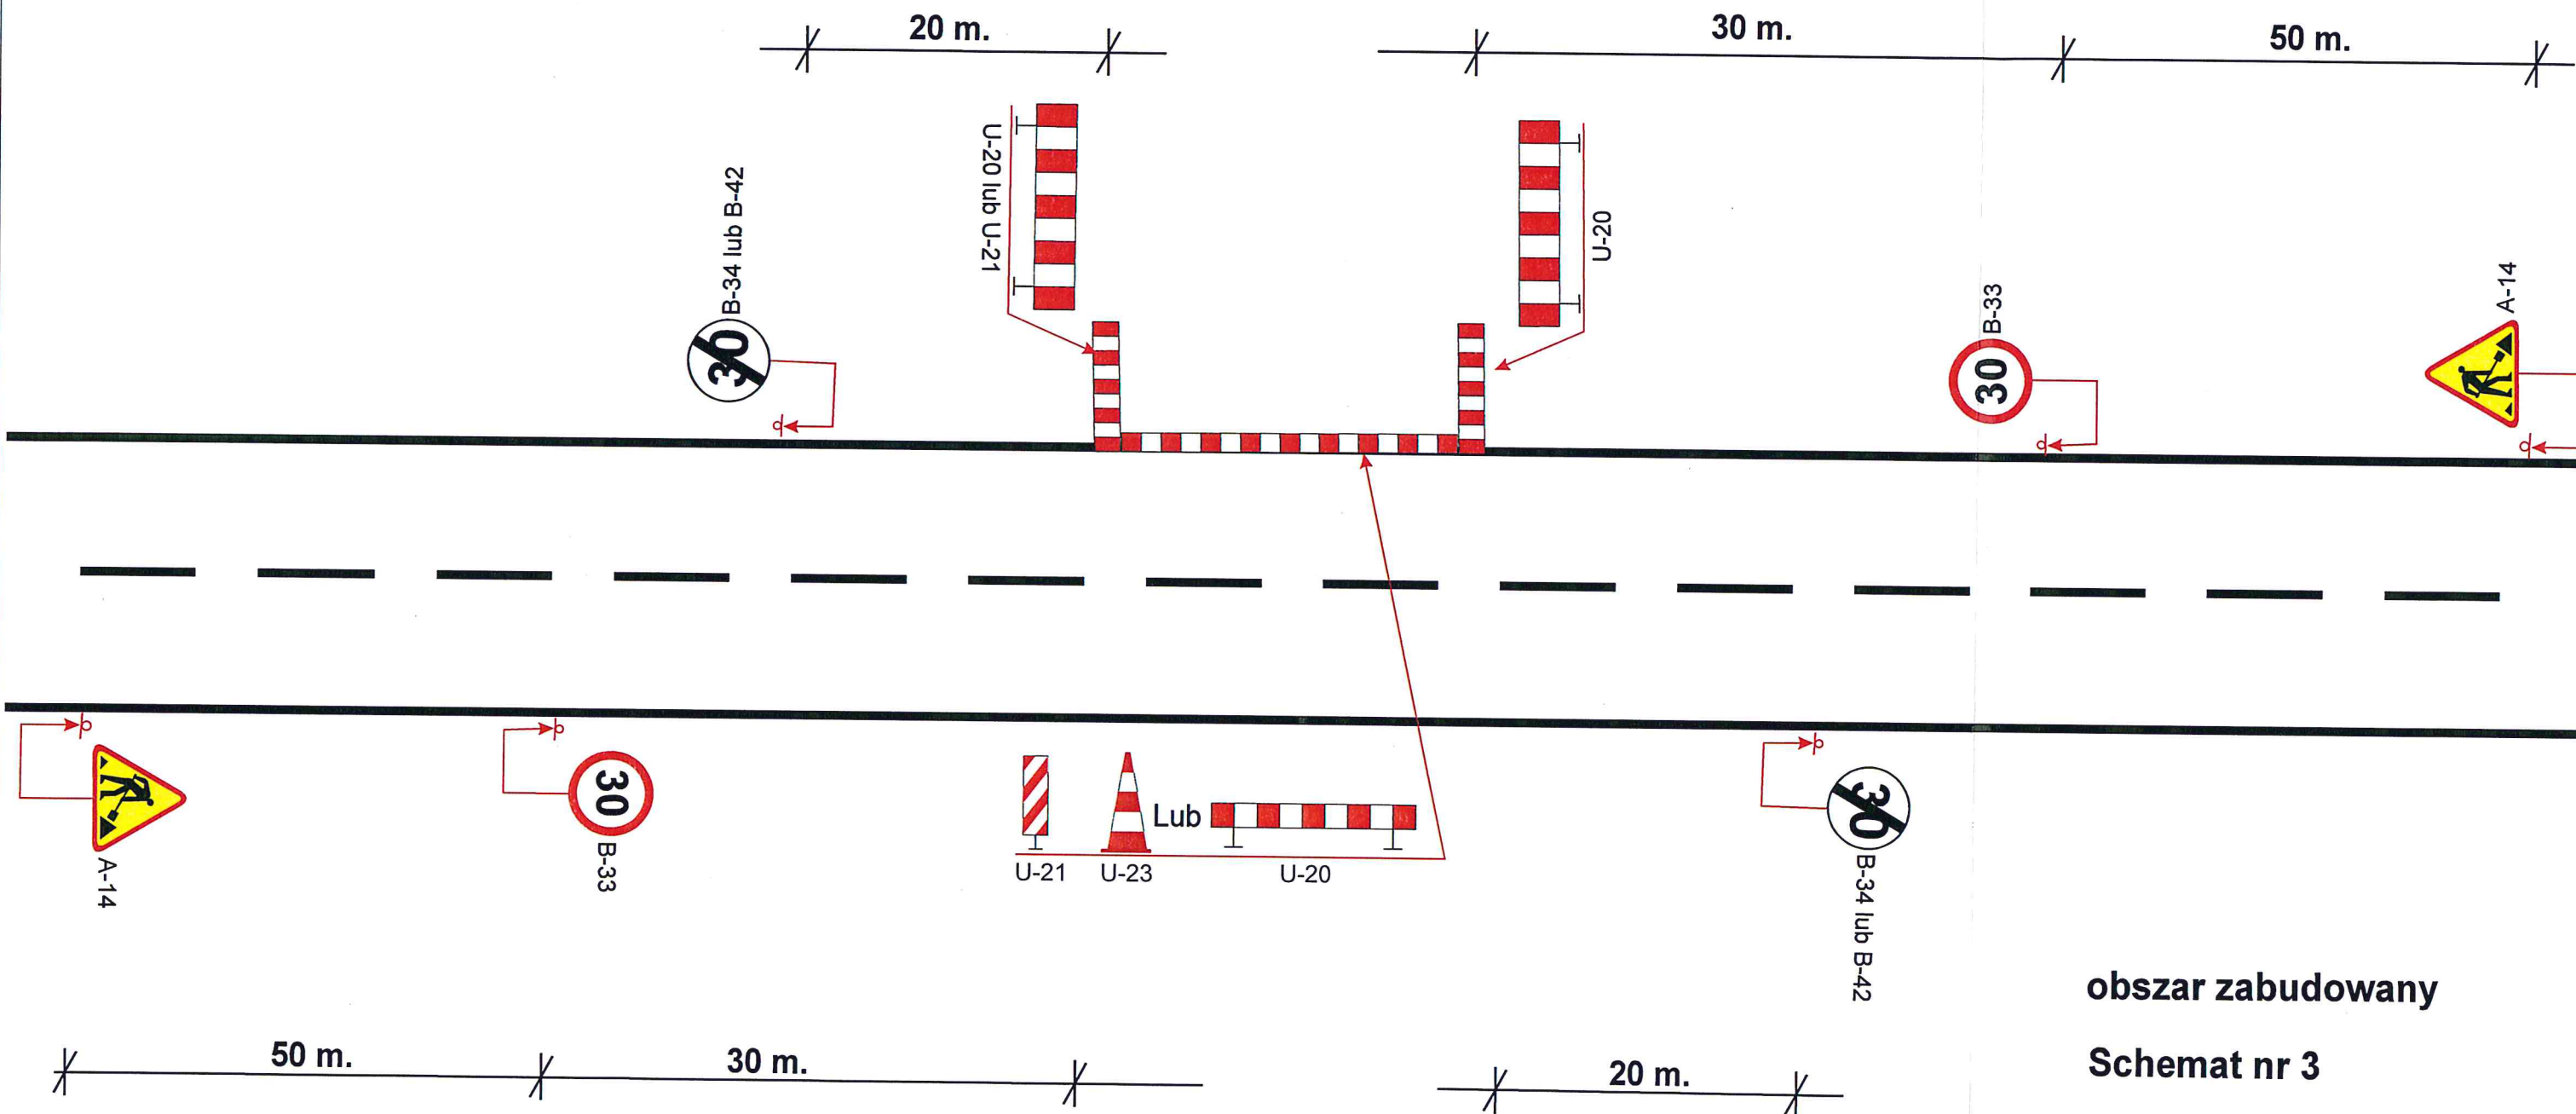 20 m.
30 m.
50 m.
B-34 lub B-42
30
U-20 lub U-21
U-20
B-33
30
A-14
A-14
30
B-33
Lub
U-21
U-23
U-20
30
B-34 lub B-42
obszar zabudowany
Schemat nr 3
50 m.
30 m.
20 m.